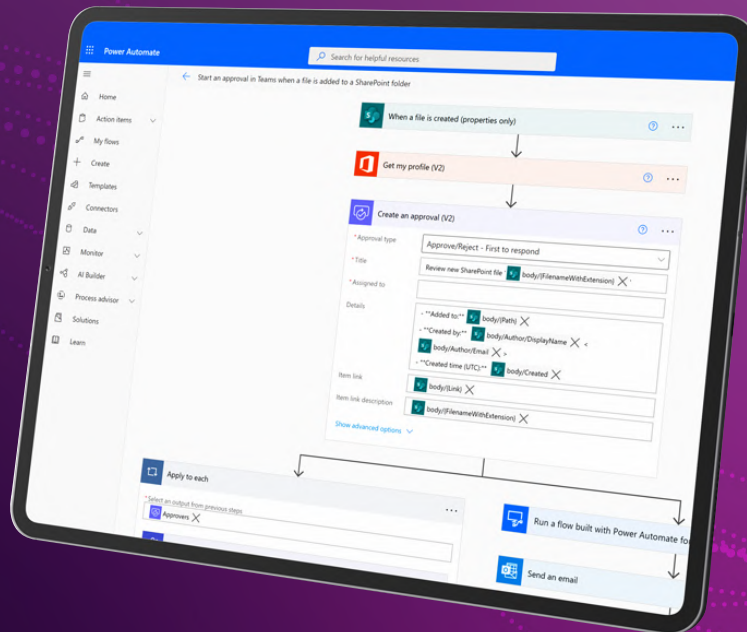 Power Automate
Search for helpful resources
Start an approval in Teams when a file is added to a SharePoint folder
Home
Action items
My flows
Create
Templates
Connectors
Data
Monitor
AI Builder
Process advisor
Solutions
Learn
When a file is created (properties only)
Get my profile (V2)
Create an approval (V2)
* Approval type
Approve/Reject - First to respond
* Title
Review new SharePoint file ' body/{FilenameWithExtension} '
* Assigned to
Details
- **Added to:** body/{Path}
- **Created by:** body/Author/DisplayName <
body/Author/Email >
- **Created time (UTC):** body/Created
Item link
body/{Link}
Item link description
body/{FilenameWithExtension}
Show advanced options
Apply to each
* Select an output from previous steps
Approvers
Run a flow built with Power Automate fo
Send an email